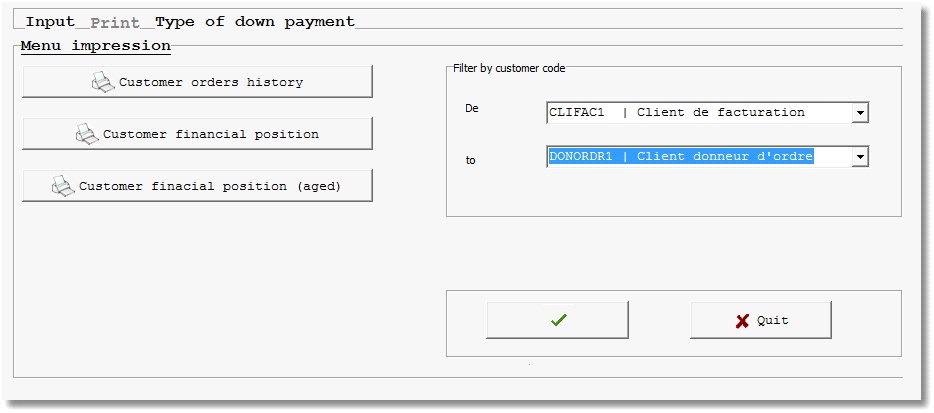 Input Print Type of down payment
Menu impression
Customer orders history
Customer financial position
Customer finacial position (aged)
Filter by customer code
De
CLIFAC1 | Client de facturation
to
DONORDR1 | Client donneur d'ordre
Quit